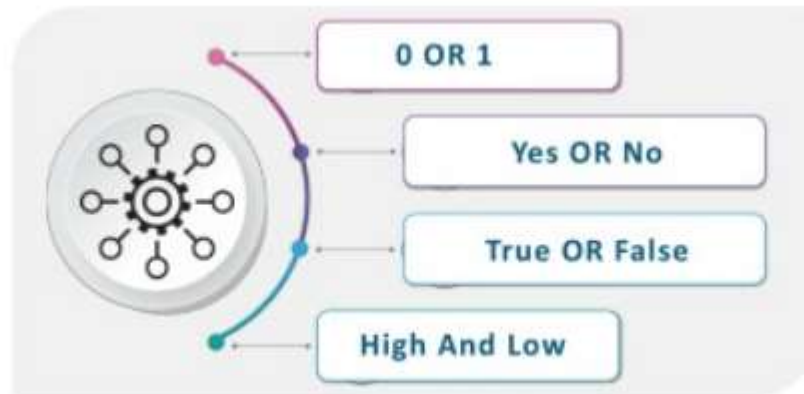 0 OR 1
Yes OR No
True OR False
High And Low